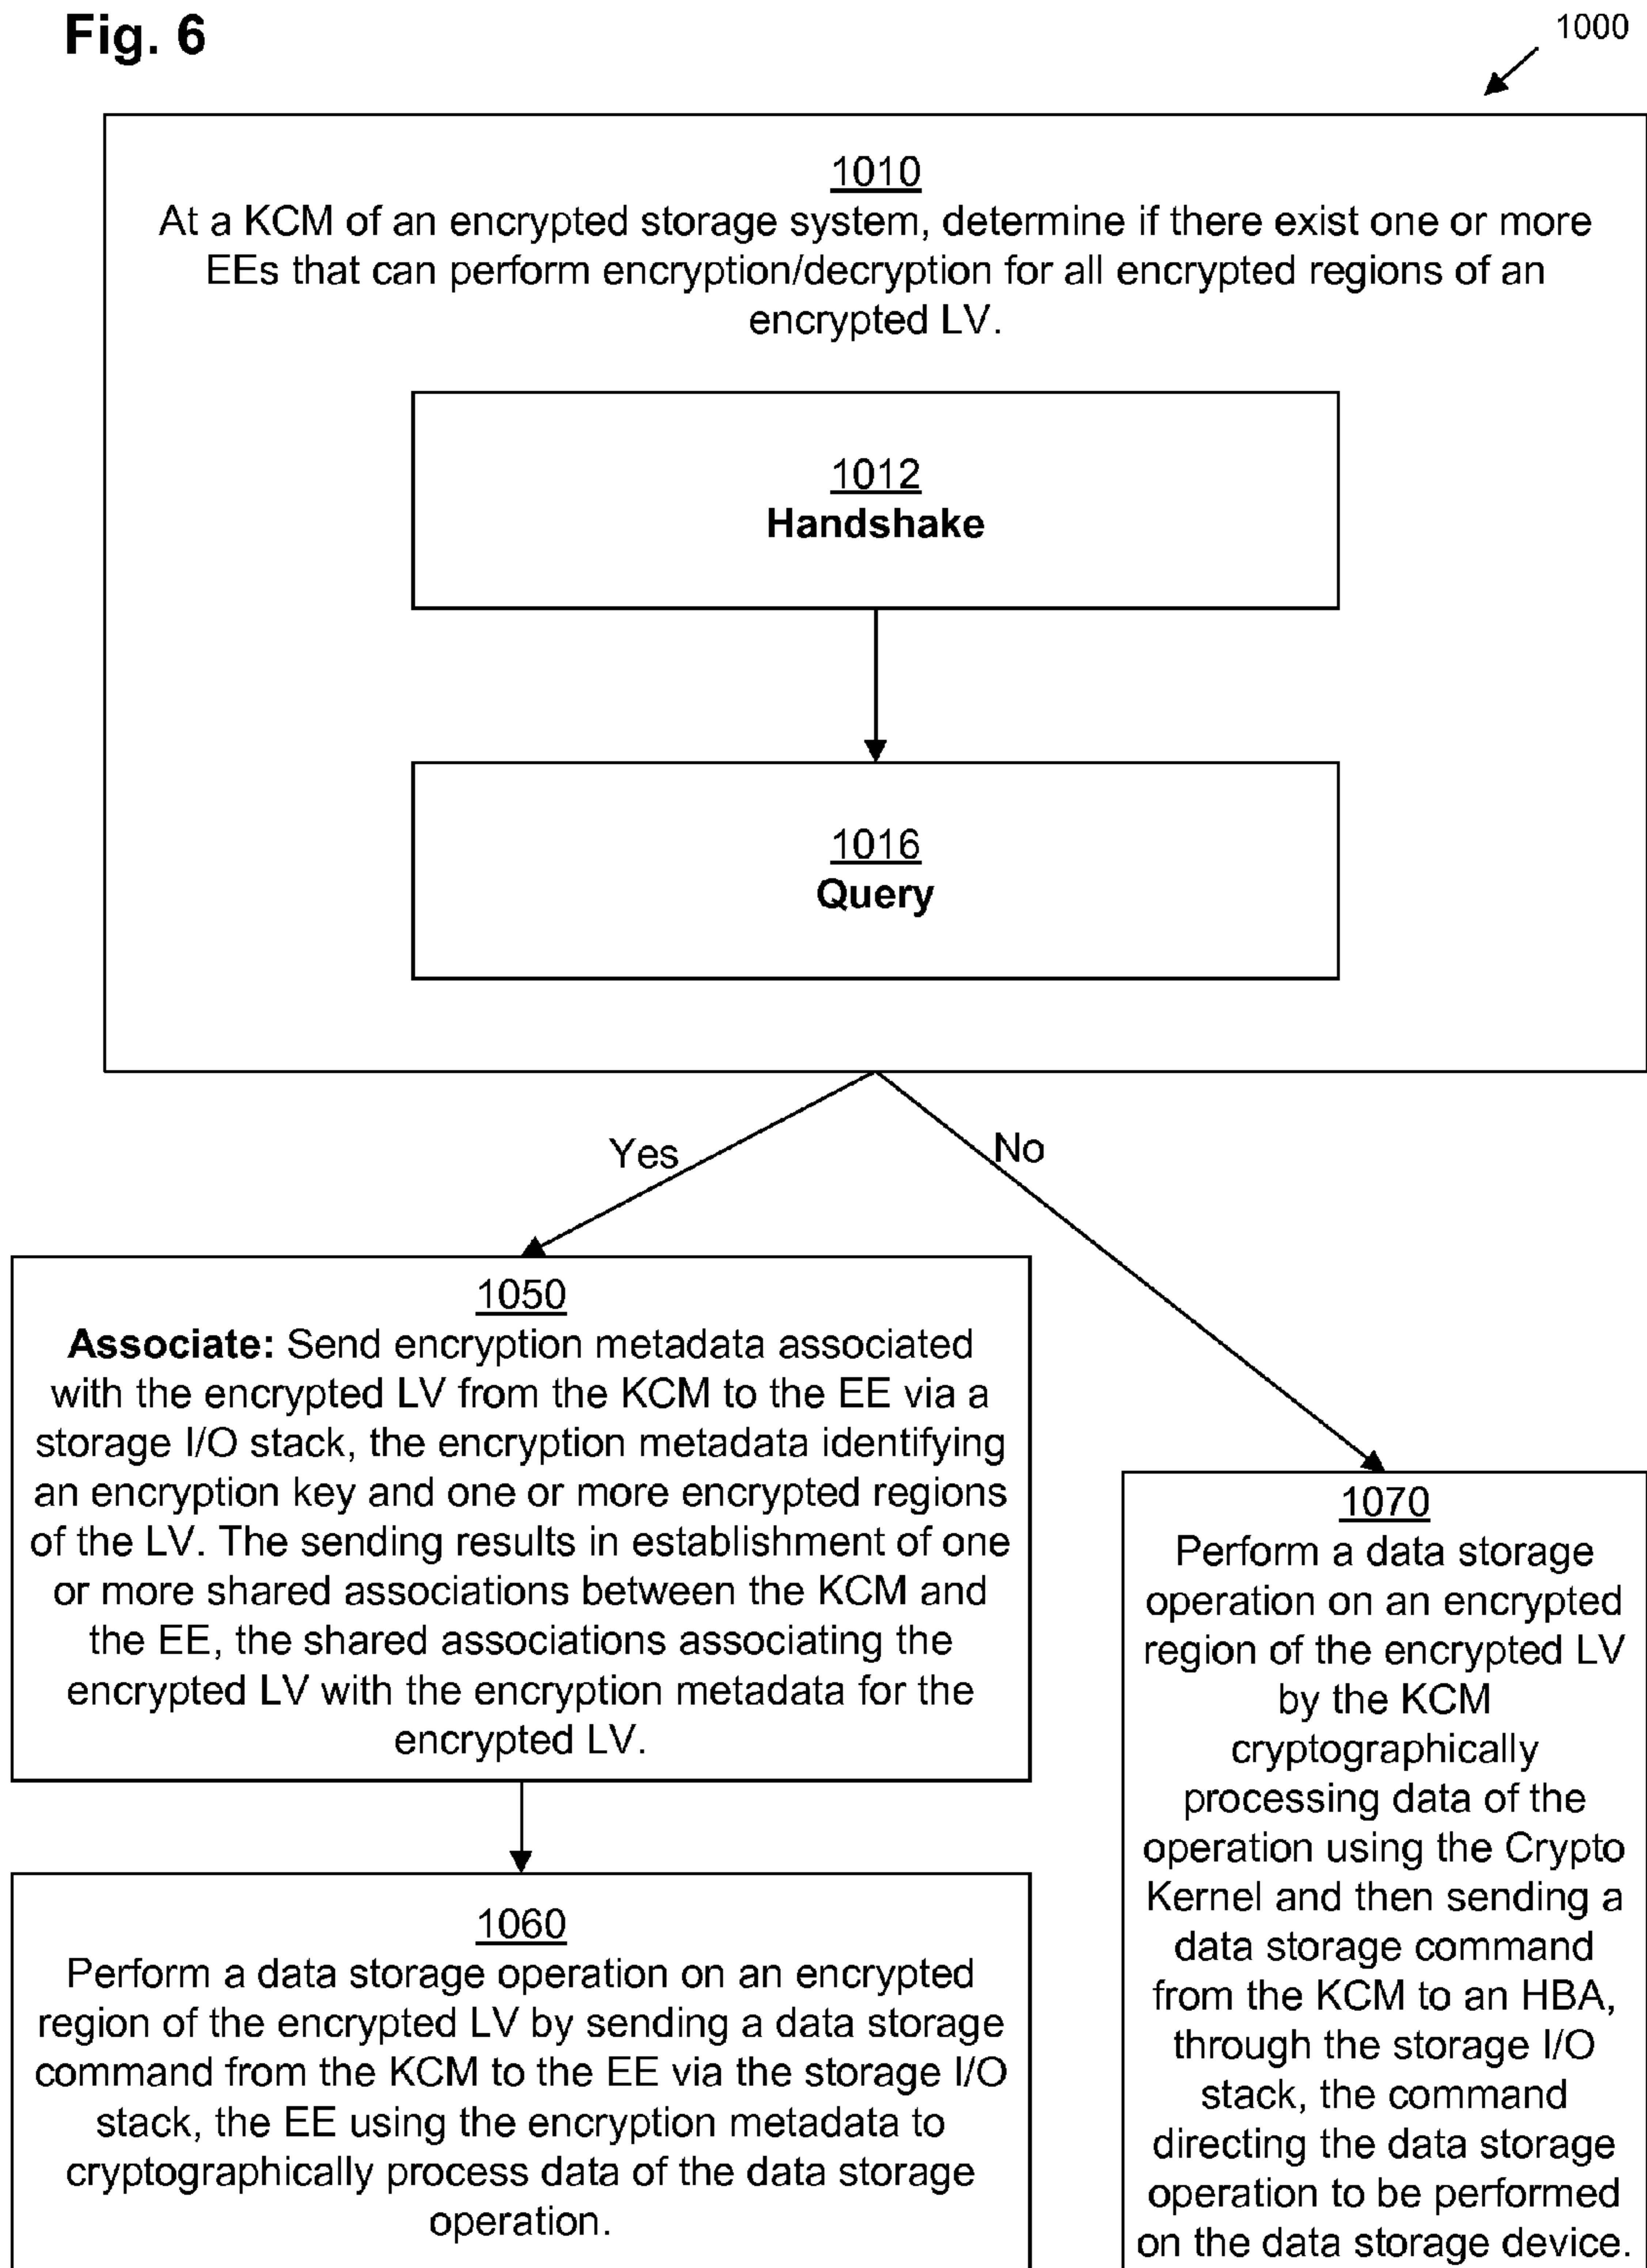 Fig. 6
1000
1010
At a KCM of an encrypted storage system, determine if there exist one or more
EEs that can perform encryption/decryption for all encrypted regions of an
encrypted LV.
1012
Handshake
1016
Query
Yes
No
1050
Associate: Send encryption metadata associated
with the encrypted LV from the KCM to the EE via a
storage I/O stack, the encryption metadata identifying
an encryption key and one or more encrypted regions
of the LV. The sending results in establishment of one
or more shared associations between the KCM and
the EE, the shared associations associating the
encrypted LV with the encryption metadata for the
encrypted LV.
1060
Perform a data storage operation on an encrypted
region of the encrypted LV by sending a data storage
command from the KCM to the EE via the storage I/O
stack, the EE using the encryption metadata to
cryptographically process data of the data storage
operation.
1070
Perform a data storage
operation on an encrypted
region of the encrypted LV
by the KCM
cryptographically
processing data of the
operation using the Crypto
Kernel and then sending a
data storage command
from the KCM to an HBA,
through the storage I/O
stack, the command
directing the data storage
operation to be performed
on the data storage device.